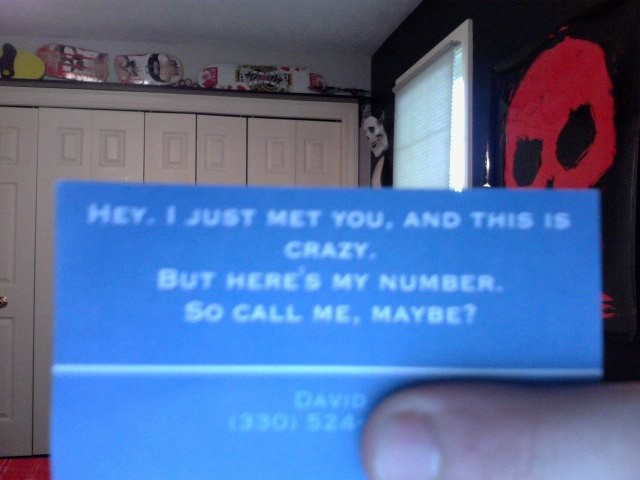 HEY. I JUST MET YOU, AND THIS IS
CRAZY.
BUT HERE'S MY NUMBER.
SO CALL ME, MAYBE?
DAVID
(330) 524-